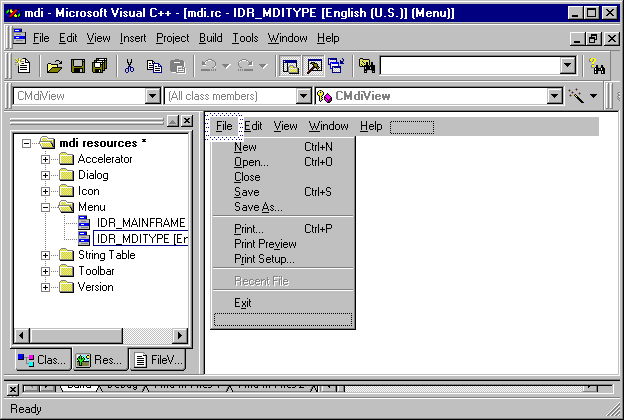 mdi - Microsoft Visual C++ - [mdi.rc - IDR_MDITYPE [English (U.S.)] (Menu)]
File Edit View Insert Project Build Tools Window Help
CMdiView (All class members) CMdiView
mdi resources *
Accelerator
Dialog
Icon
Menu
IDR_MAINFRAME
IDR_MDITYPE [En
String Table
Toolbar
Version
Clas... Res... FileV...
File Edit View Window Help
New Ctrl+N
Open... Ctrl+O
Close
Save Ctrl+S
Save As...
Print... Ctrl+P
Print Preview
Print Setup...
Recent File
Exit
Build Debug Find in Files 1 Find in Files 2
Ready